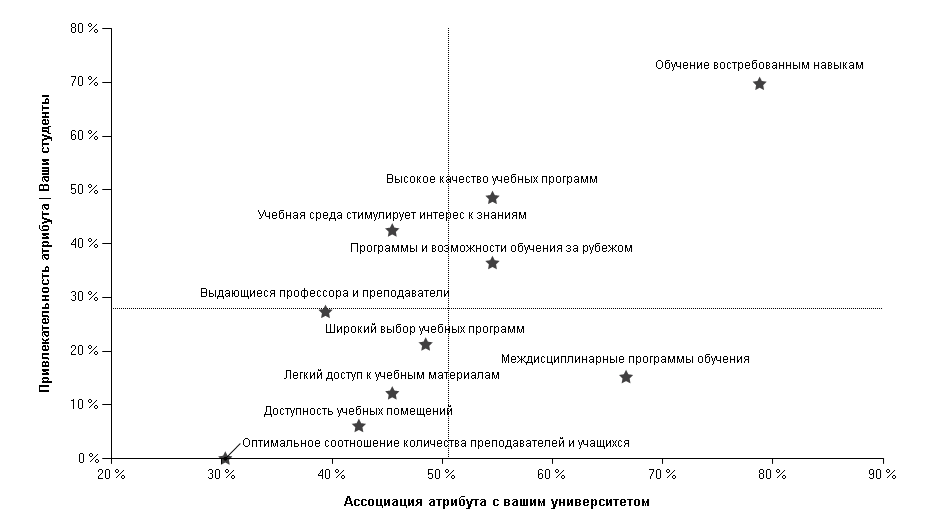 80 %
Обучение востребованным навыкам
70 %
60 %
50 %
Высокое качество учебных программ
Учебная среда стимулирует интерес к знаниям
40 %
Программы и возможности обучения за рубежом
30 %
Выдающиеся профессора и преподаватели
Широкий выбор учебных программ
20 %
Междисциплинарные программы обучения
Легкий доступ к учебным материалам
10 %
Доступность учебных помещений
Оптимальное соотношение количества преподавателей и учащихся
0 %
Привлекательность атрибута | Ваши студенты
20 % 30 % 40 % 50 % 60 % 70 % 80 % 90 %
Ассоциация атрибута с вашим университетом